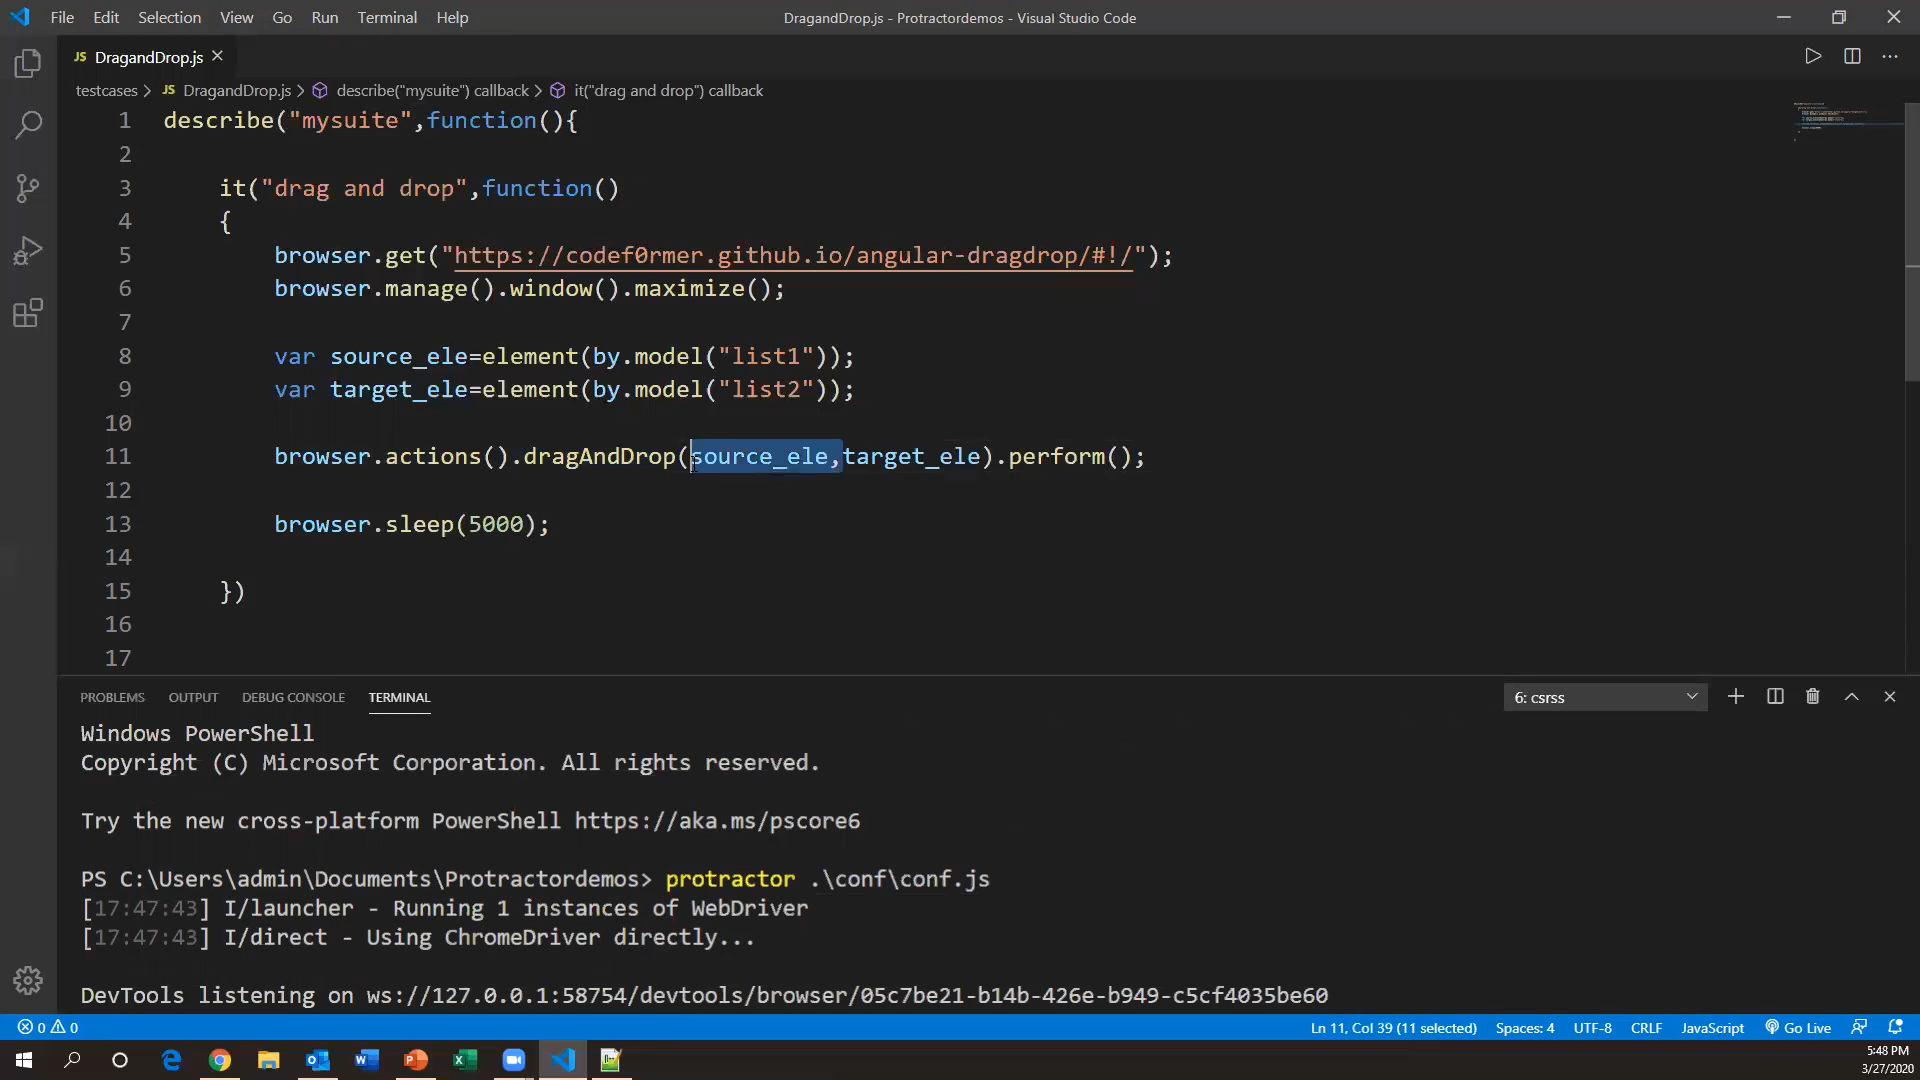 File Edit Selection View Go Run Terminal Help DragandDrop.js - Protractordemos - Visual Studio Code
JS DragandDrop.js
testcases > JS DragandDrop.js > describe("mysuite") callback > it("drag and drop") callback
1 describe("mysuite",function(){
2
3 it("drag and drop",function()
4 {
5 browser.get("https://codef0rmer.github.io/angular-dragdrop/#!/");
6 browser.manage().window().maximize();
7
8 var source_ele=element(by.model("list1"));
9 var target_ele=element(by.model("list2"));
10
11 browser.actions().dragAndDrop(source_ele,target_ele).perform();
12
13 browser.sleep(5000);
14
15 })
16
17
PROBLEMS OUTPUT DEBUG CONSOLE TERMINAL 6: csrss
Windows PowerShell
Copyright (C) Microsoft Corporation. All rights reserved.
Try the new cross-platform PowerShell https://aka.ms/pscore6
PS C:\Users\admin\Documents\Protractordemos> protractor .\conf\conf.js
[17:47:43] I/launcher - Running 1 instances of WebDriver
[17:47:43] I/direct - Using ChromeDriver directly...
DevTools listening on ws://127.0.0.1:58754/devtools/browser/05c7be21-b14b-426e-b949-c5cf4035be60
0 0 Ln 11, Col 39 (11 selected) Spaces: 4 UTF-8 CRLF JavaScript Go Live
5:48 PM
3/27/2020